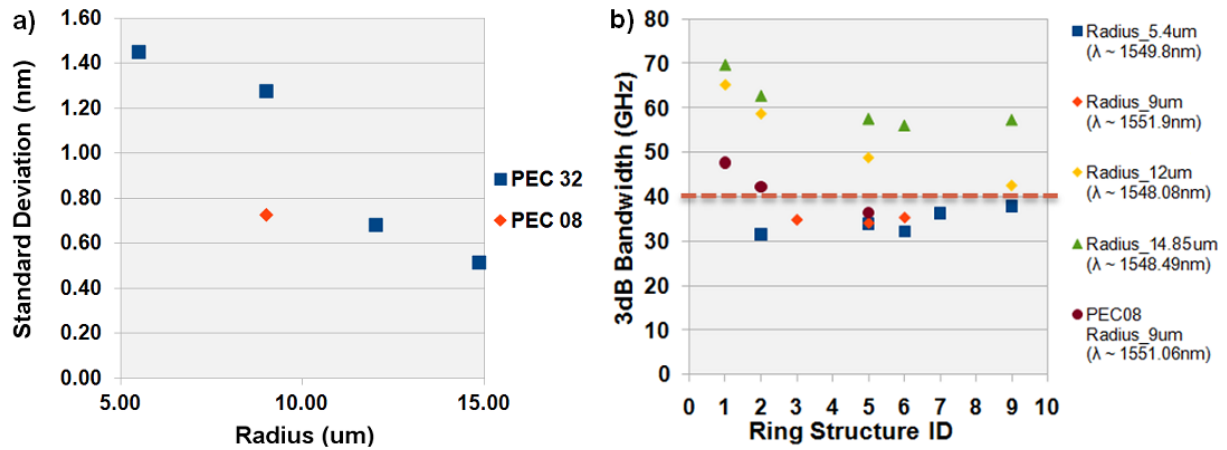 a)
1.60
1.40
1.20
1.00
0.80
0.60
0.40
0.20
0.00
5.00 10.00 15.00
Standard Deviation (nm)
Radius (um)
PEC 32
PEC 08
b)
80
70
60
50
40
30
20
10
0
0 1 2 3 4 5 6 7 8 9 10
3dB Bandwidth (GHz)
Ring Structure ID
Radius_5.4um
(λ ~ 1549.8nm)
Radius_9um
(λ ~ 1551.9nm)
Radius_12um
(λ ~ 1548.08nm)
Radius_14.85um
(λ ~ 1548.49nm)
PEC08
Radius_9um
(λ ~ 1551.06nm)